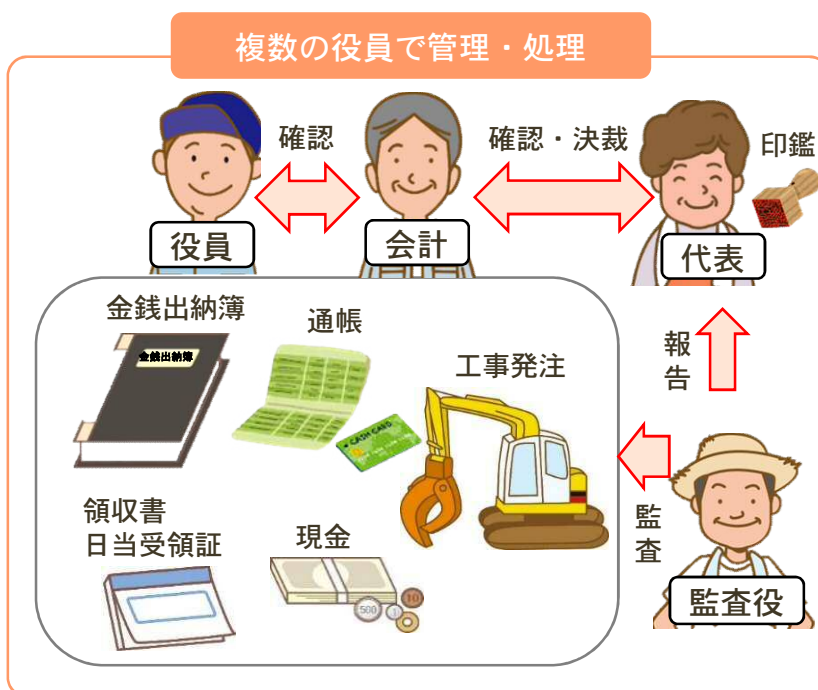 複数の役員で管理・処理
確認
確認・決裁
印鑑
役員
会計
代表
金銭出納簿
金銭出納簿
通帳
CASH CARD
工事発注
報告
領収書
日当受領証
現金
500
1
10
監査
監査役